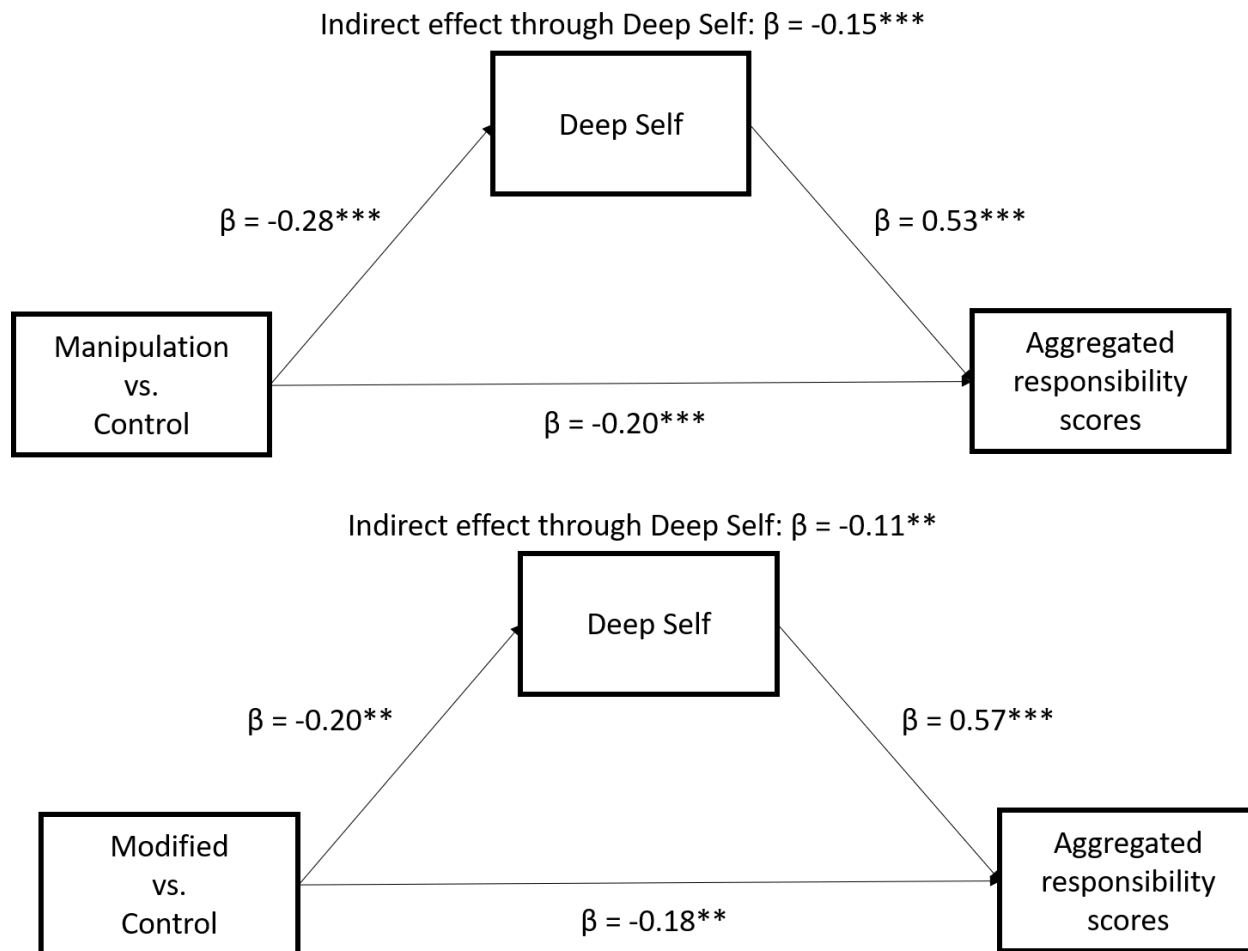 Indirect effect through Deep Self: β = -0.15***
Deep Self
β = -0.28***
β = 0.53***
Manipulation
vs.
Control
Aggregated
responsibility
scores
β = -0.20***
Indirect effect through Deep Self: β = -0.11**
Deep Self
β = -0.20**
β = 0.57***
Modified
vs.
Control
Aggregated
responsibility
scores
β = -0.18**